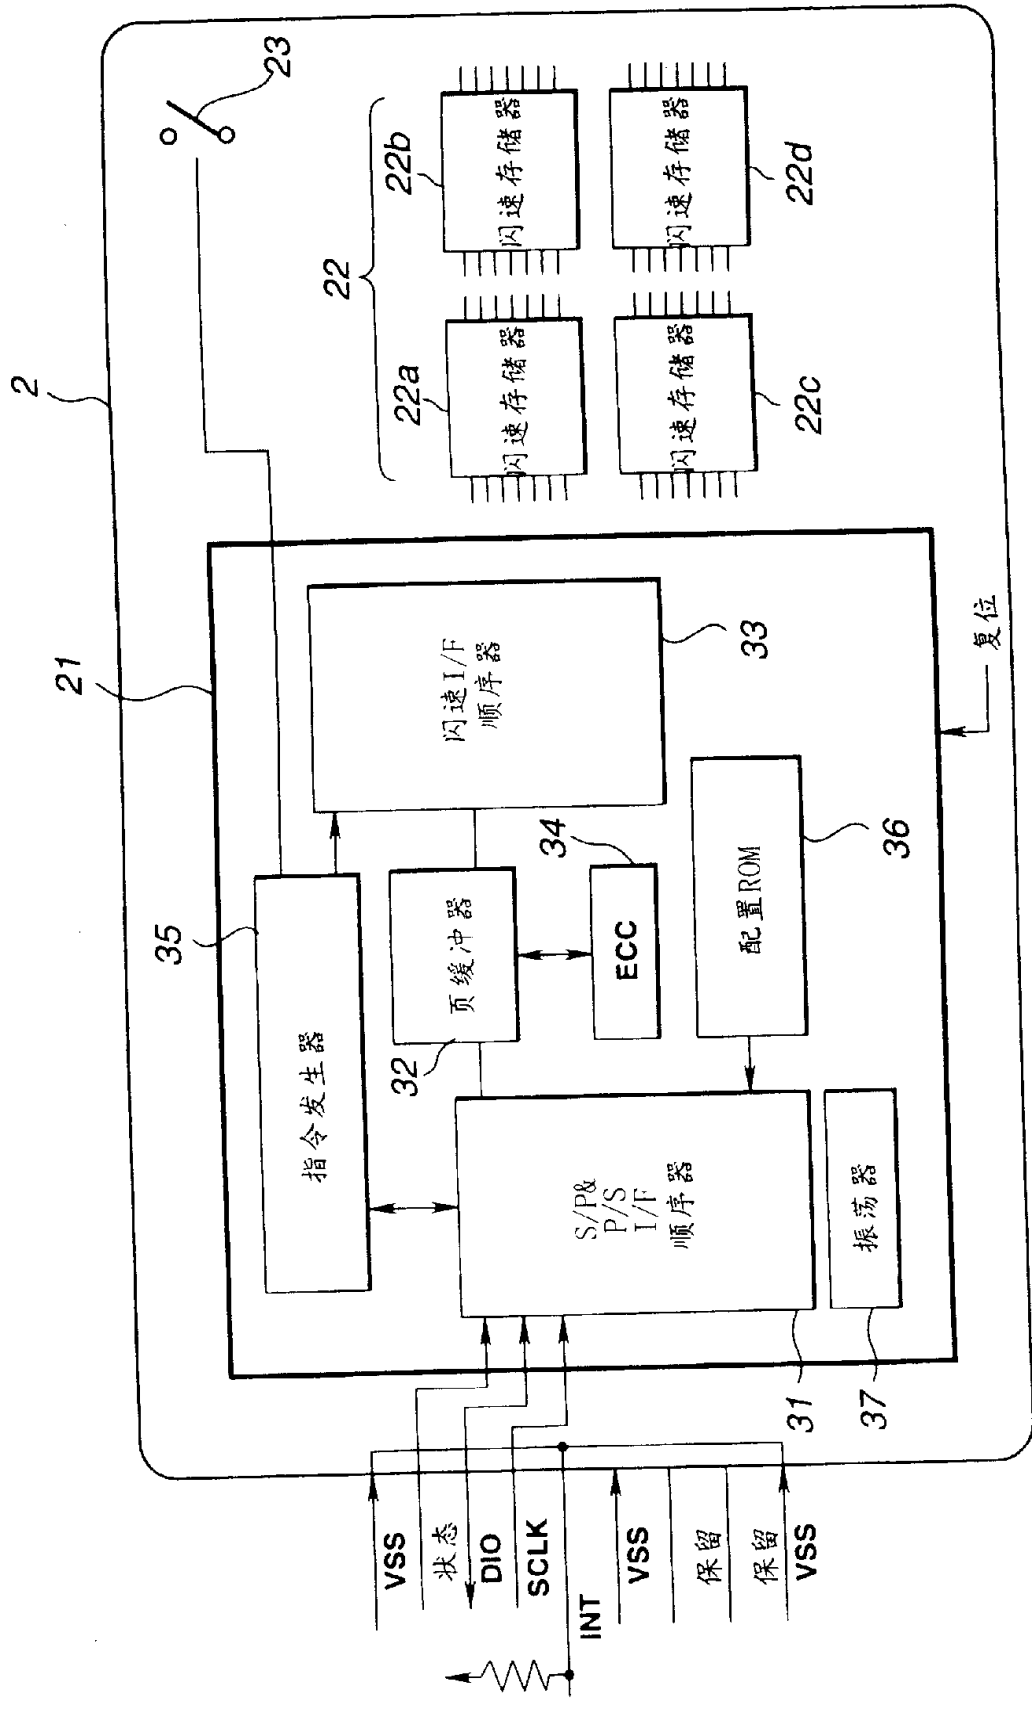 2
21
23
22
22a
22b
闪速存储器
闪速存储器
闪速存储器
闪速存储器
22c
22d
35
指令发生器
闪速I/F
顺序器
33
页缓冲器
32
34
ECC
配置ROM
36
S/P&
P/S
I/F
顺序器
31
振荡器
37
复位
VSS
状态
DIO
SCLK
INT
VSS
保留
保留
VSS